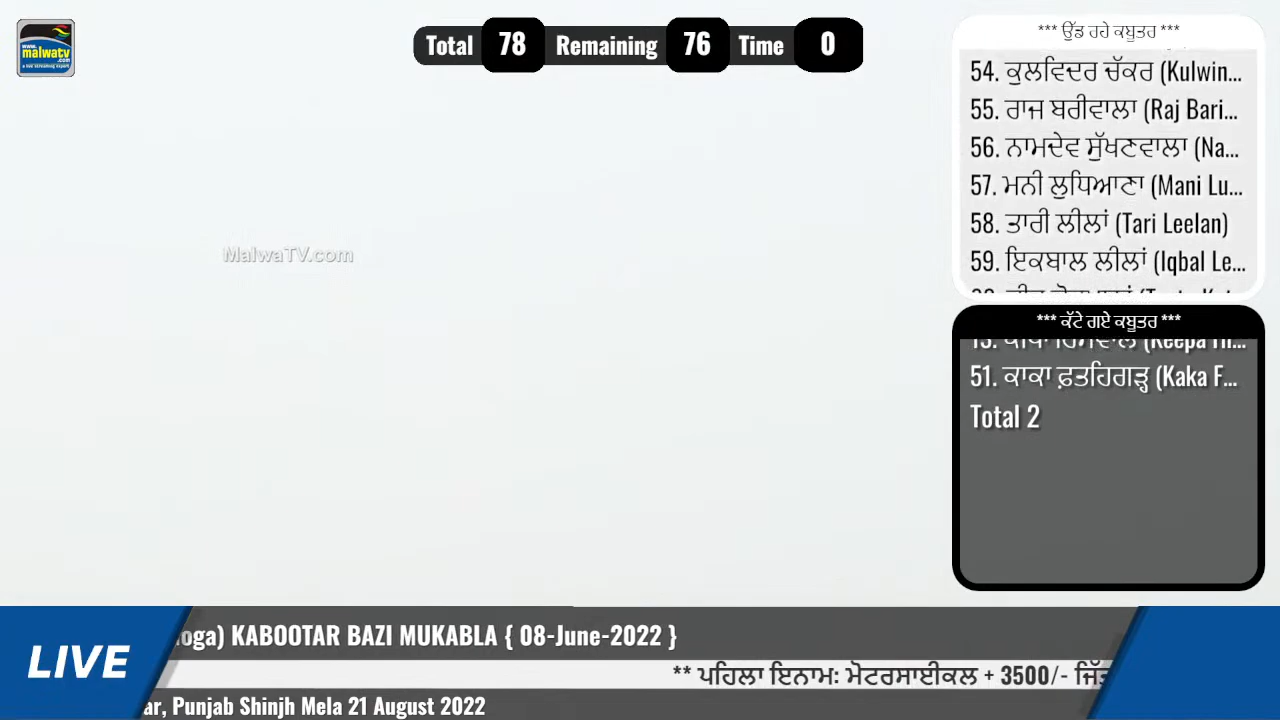 www.
malwatv
.com
a live streaming expert
Total 78 Remaining 76 Time 0
MalwaTV.com
*** ਉੱਡ ਰਹੇ ਕਬੂਤਰ ***
54. ਕੁਲਵਿਦਰ ਚੱਕਰ (Kulwin...
55. ਰਾਜ ਬਰੀਵਾਲਾ (Raj Bari...
56. ਨਾਮਦੇਵ ਸੁੱਖਣਵਾਲਾ (Na...
57. ਮਨੀ ਲੁਧਿਆਣਾ (Mani Lu...
58. ਤਾਰੀ ਲੀਲਾਂ (Tari Leelan)
59. ਇਕਬਾਲ ਲੀਲਾਂ (Iqbal Le...
*** ਕੱਟੇ ਗਏ ਕਬੂਤਰ ***
51. ਕਾਕਾ ਫ਼ਤਹਿਗੜ੍ਹ (Kaka F...
Total 2
LIVE
oga) KABOOTAR BAZI MUKABLA { 08-June-2022 }
** ਪਹਿਲਾ ਇਨਾਮ: ਮੋਟਰਸਾਈਕਲ + 3500/-
ar, Punjab Shinjh Mela 21 August 2022